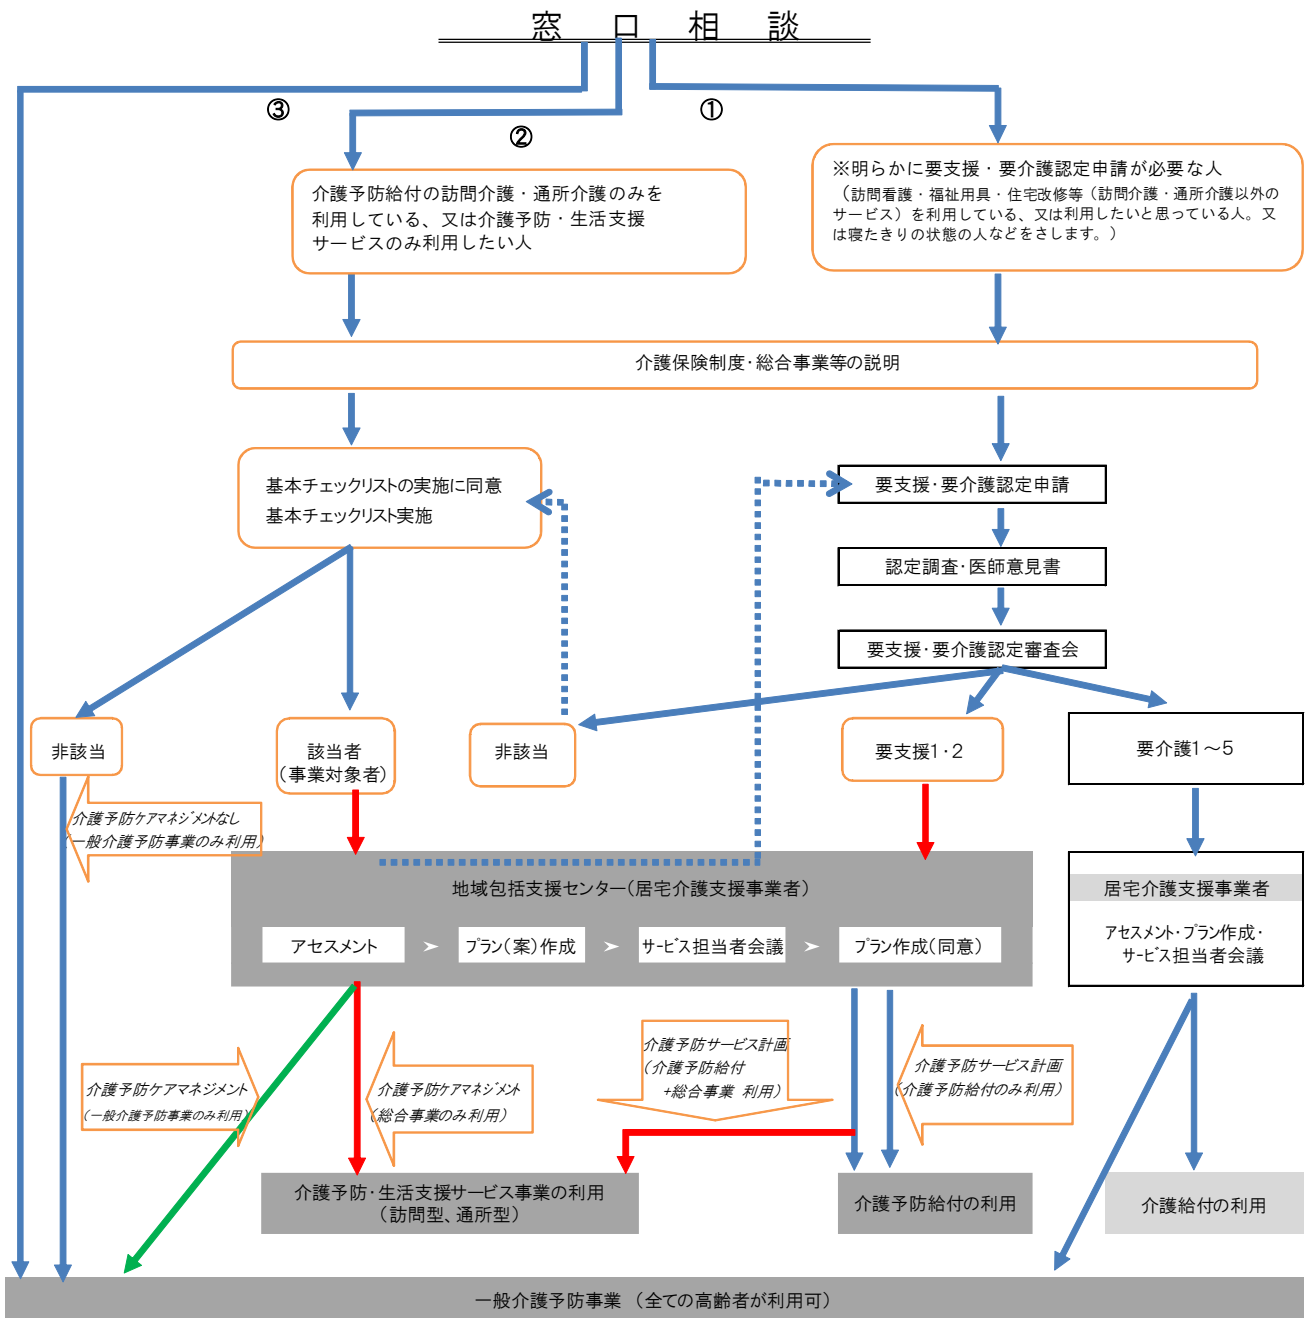 窓口相談
③
②
①
介護予防給付の訪問介護・通所介護のみを
利用している、又は介護予防・生活支援
サービスのみ利用したい人
※明らかに要支援・要介護認定申請が必要な人
（訪問看護・福祉用具・住宅改修等（訪問介護・通所介護以外の
サービス）を利用している、又は利用したいと思っている人。又
は寝たきりの状態の人などをさします。）
介護保険制度・総合事業等の説明
基本チェックリストの実施に同意
基本チェックリスト実施
要支援・要介護認定申請
認定調査・医師意見書
要支援・要介護認定審査会
非該当
該当者
（事業対象者）
非該当
要支援1・2
要介護1～5
介護予防ケアマネジメントなし
（一般介護予防事業のみ利用）
地域包括支援センター（居宅介護支援事業者）
アセスメント
＞
プラン（案）作成
＞
サービス担当者会議
＞
プラン作成（同意）
居宅介護支援事業者
アセスメント・プラン作成・
サービス担当者会議
介護予防ケアマネジメント
（一般介護予防事業のみ利用）
介護予防ケアマネジメント
（総合事業のみ利用）
介護予防サービス計画
（介護予防給付
+総合事業 利用）
介護予防サービス計画
（介護予防給付のみ利用）
介護予防・生活支援サービス事業の利用
（訪問型、通所型）
介護予防給付の利用
介護給付の利用
一般介護予防事業 （全ての高齢者が利用可）